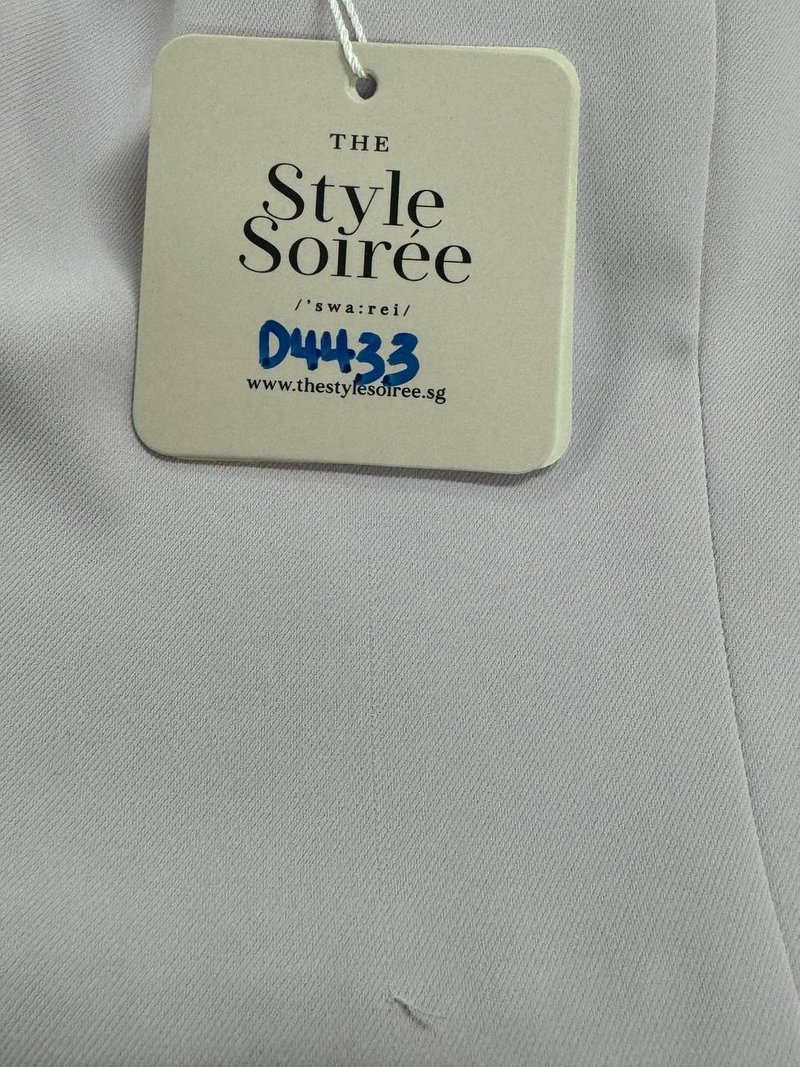 THE
Style
Soirée
/'swa:rei/
D4433
www.thestylesoiree.sg